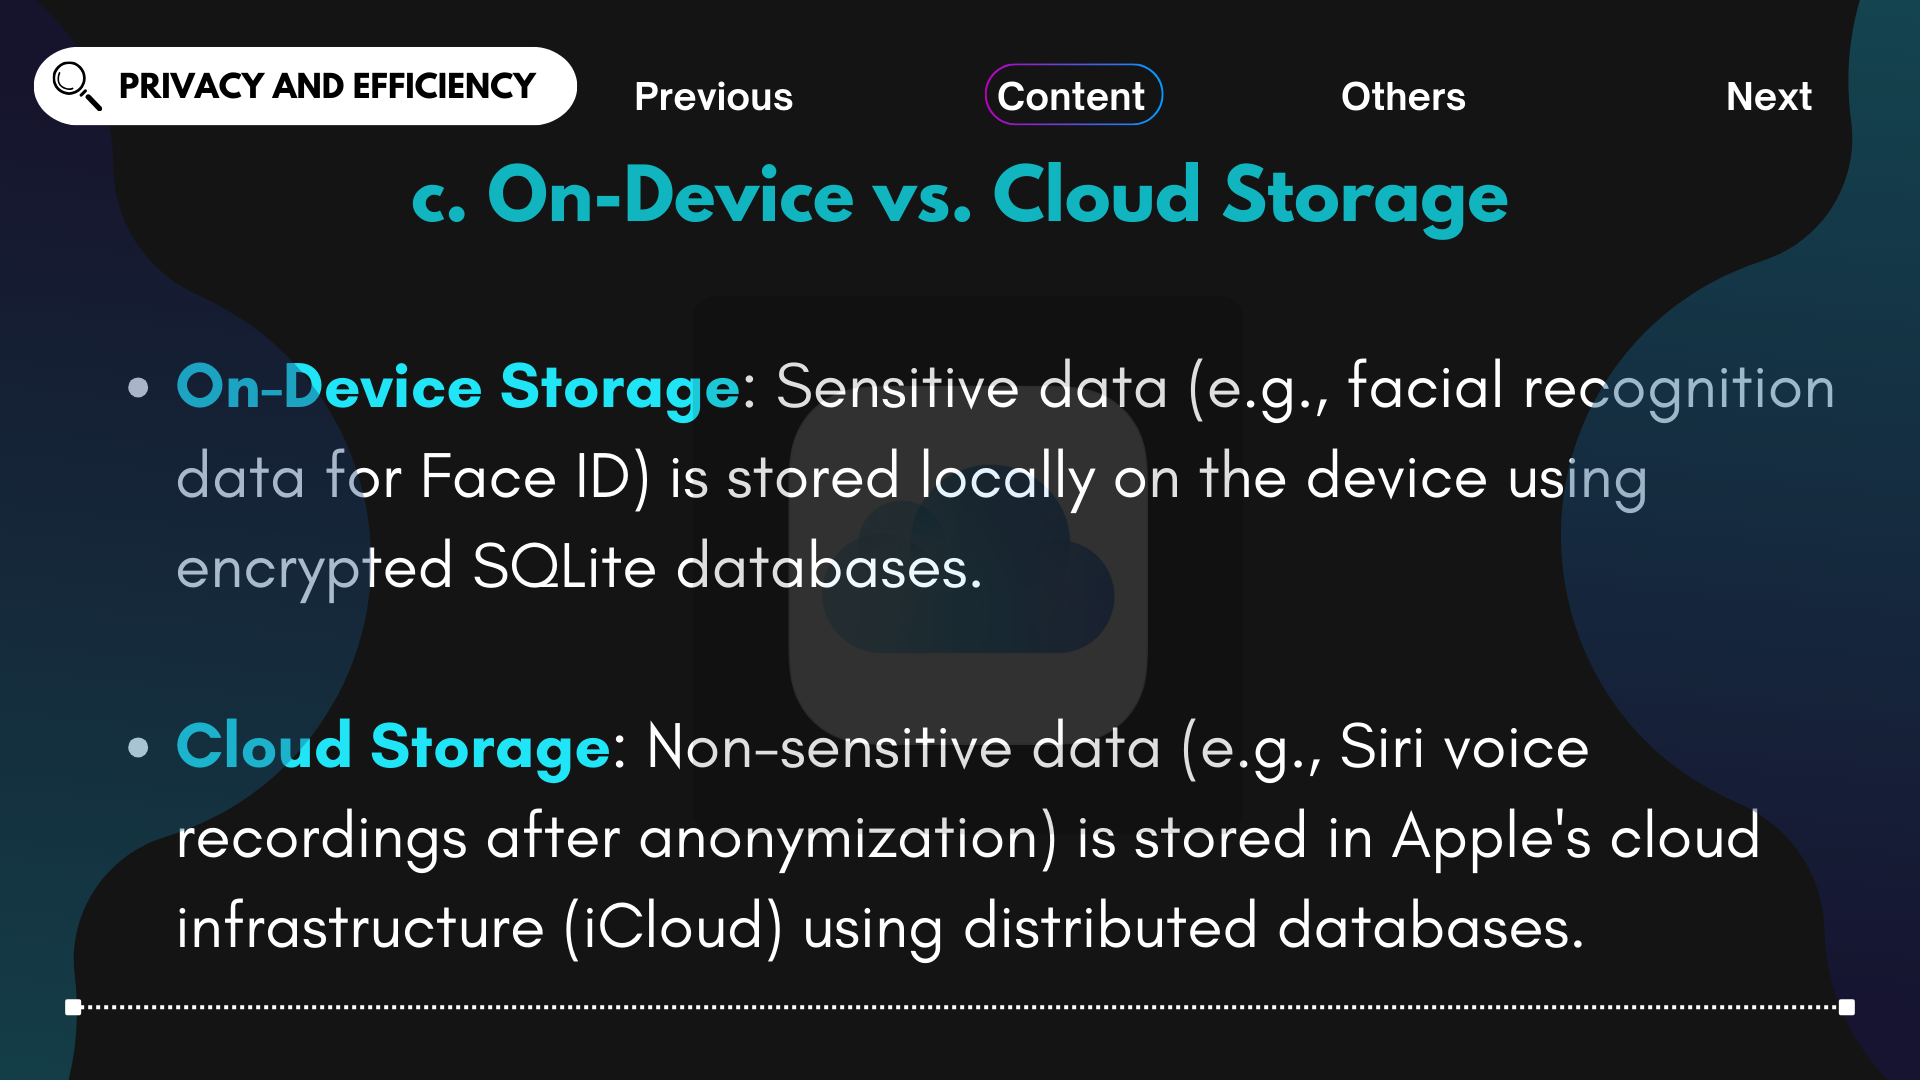 PRIVACY AND EFFICIENCY
Previous
Content
Others
Next
c. On-Device vs. Cloud Storage
• On-Device Storage: Sensitive data (e.g., facial recognition
data for Face ID) is stored locally on the device using
encrypted SQLite databases.
• Cloud Storage: Non-sensitive data (e.g., Siri voice
recordings after anonymization) is stored in Apple's cloud
infrastructure (iCloud) using distributed databases.